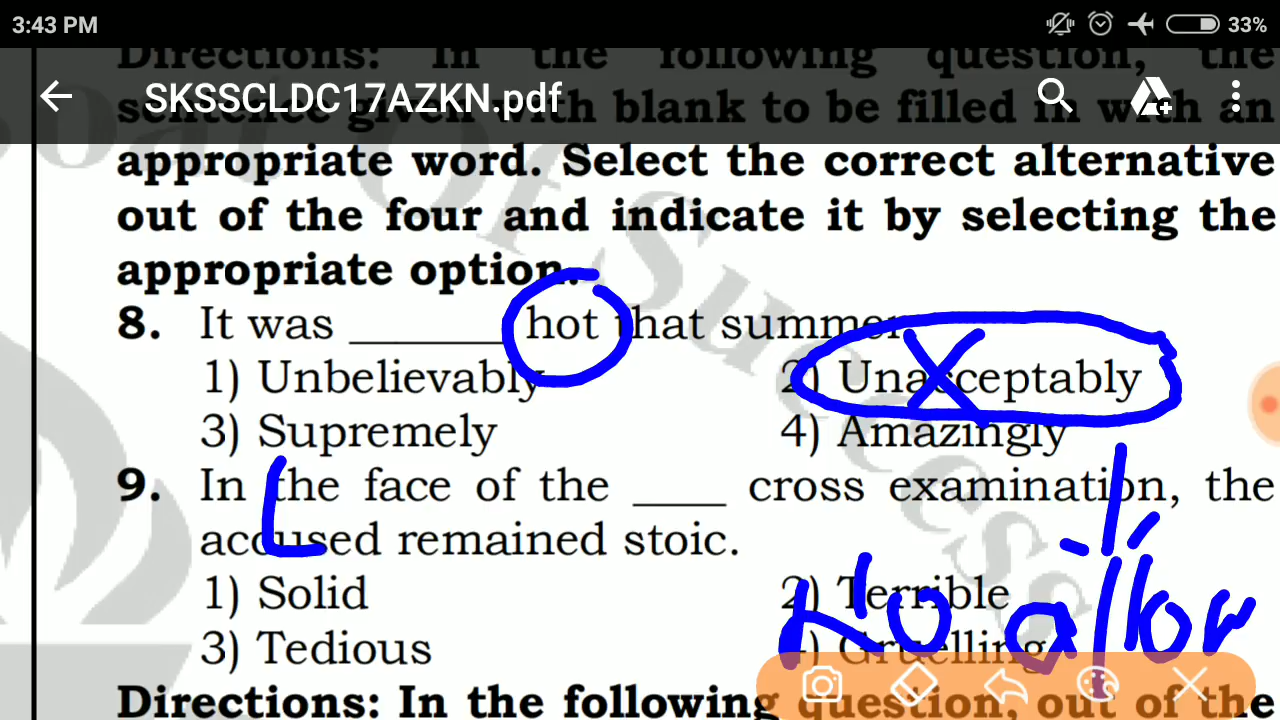 3:43 PM 33%
Directions: In the following question, the
SKSSCLDC17AZKN.pdf
sentence given with blank to be filled in with an
appropriate word. Select the correct alternative
out of the four and indicate it by selecting the
appropriate option.
8. It was ______ hot that summer
1) Unbelievably 2) Unacceptably
3) Supremely 4) Amazingly
9. In the face of the ____ cross examination, the
accused remained stoic.
1) Solid 2) Terrible
3) Tedious 4) Gruelling
Directions: In the following question, out of the